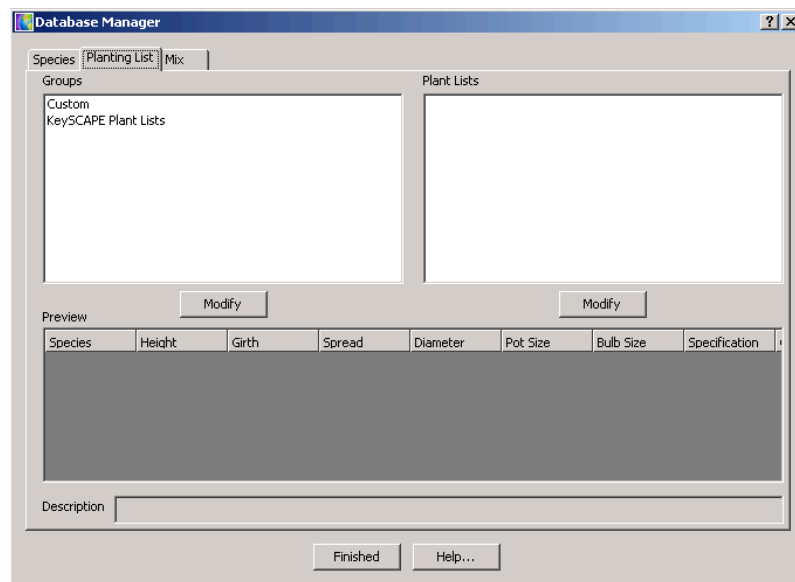 Database Manager
Species Planting List Mix
Groups Plant Lists
Custom
KeySCAPE Plant Lists
Modify Modify
Preview
Species Height Girth Spread Diameter Pot Size Bulb Size Specification
Description
Finished Help...